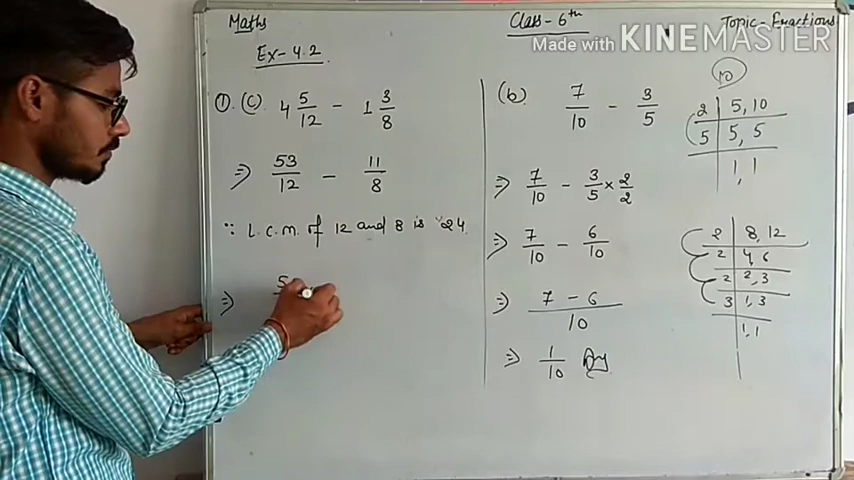 Maths Class-6th Topic-Fractions
Made with KINEMASTER
Ex-4.2
① (C) 4 5/12 - 1 3/8
⇒ 53/12 - 11/8
∵ L.C.M. of 12 and 8 is 24.
⇒ 5
(b) 7/10 - 3/5
⇒ 7/10 - 3/5 × 2/2
⇒ 7/10 - 6/10
⇒ 7 - 6 / 10
⇒ 1/10 Ans
10
2 | 5, 10
5 | 5, 5
1, 1
2 | 8, 12
2 | 4, 6
2 | 2, 3
3 | 1, 3
1, 1